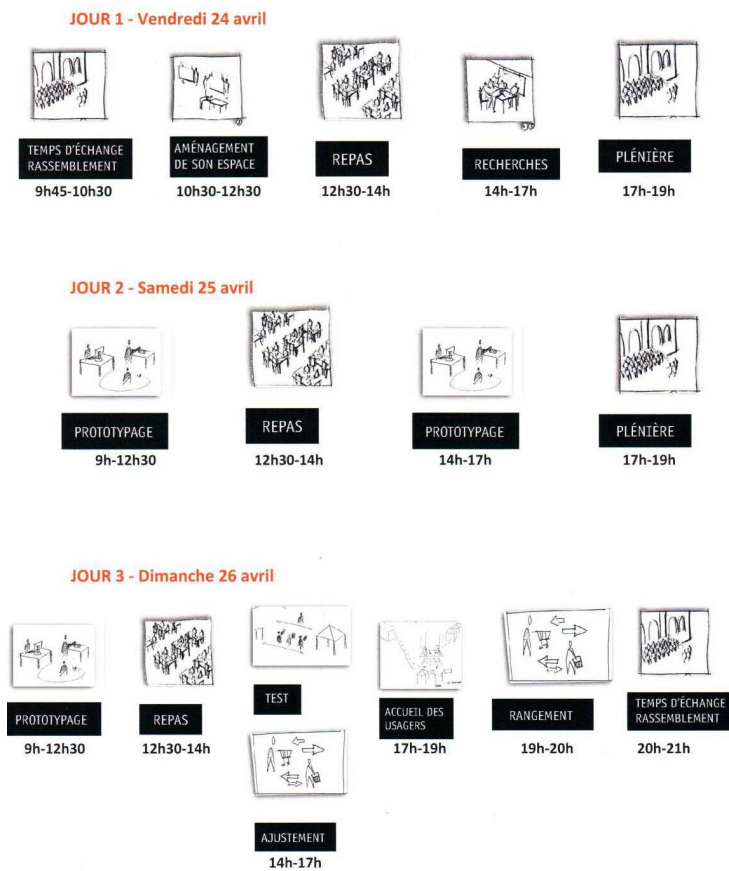 JOUR 1 - Vendredi 24 avril
TEMPS D'ÉCHANGE
RASSEMBLEMENT
9h45-10h30
AMÉNAGEMENT
DE SON ESPACE
10h30-12h30
REPAS
12h30-14h
RECHERCHES
14h-17h
PLÉNIÈRE
17h-19h
JOUR 2 - Samedi 25 avril
PROTOTYPAGE
9h-12h30
REPAS
12h30-14h
PROTOTYPAGE
14h-17h
PLÉNIÈRE
17h-19h
JOUR 3 - Dimanche 26 avril
PROTOTYPAGE
9h-12h30
REPAS
12h30-14h
TEST
AJUSTEMENT
14h-17h
ACCUEIL DES
USAGERS
17h-19h
RANGEMENT
19h-20h
TEMPS D'ÉCHANGE
RASSEMBLEMENT
20h-21h